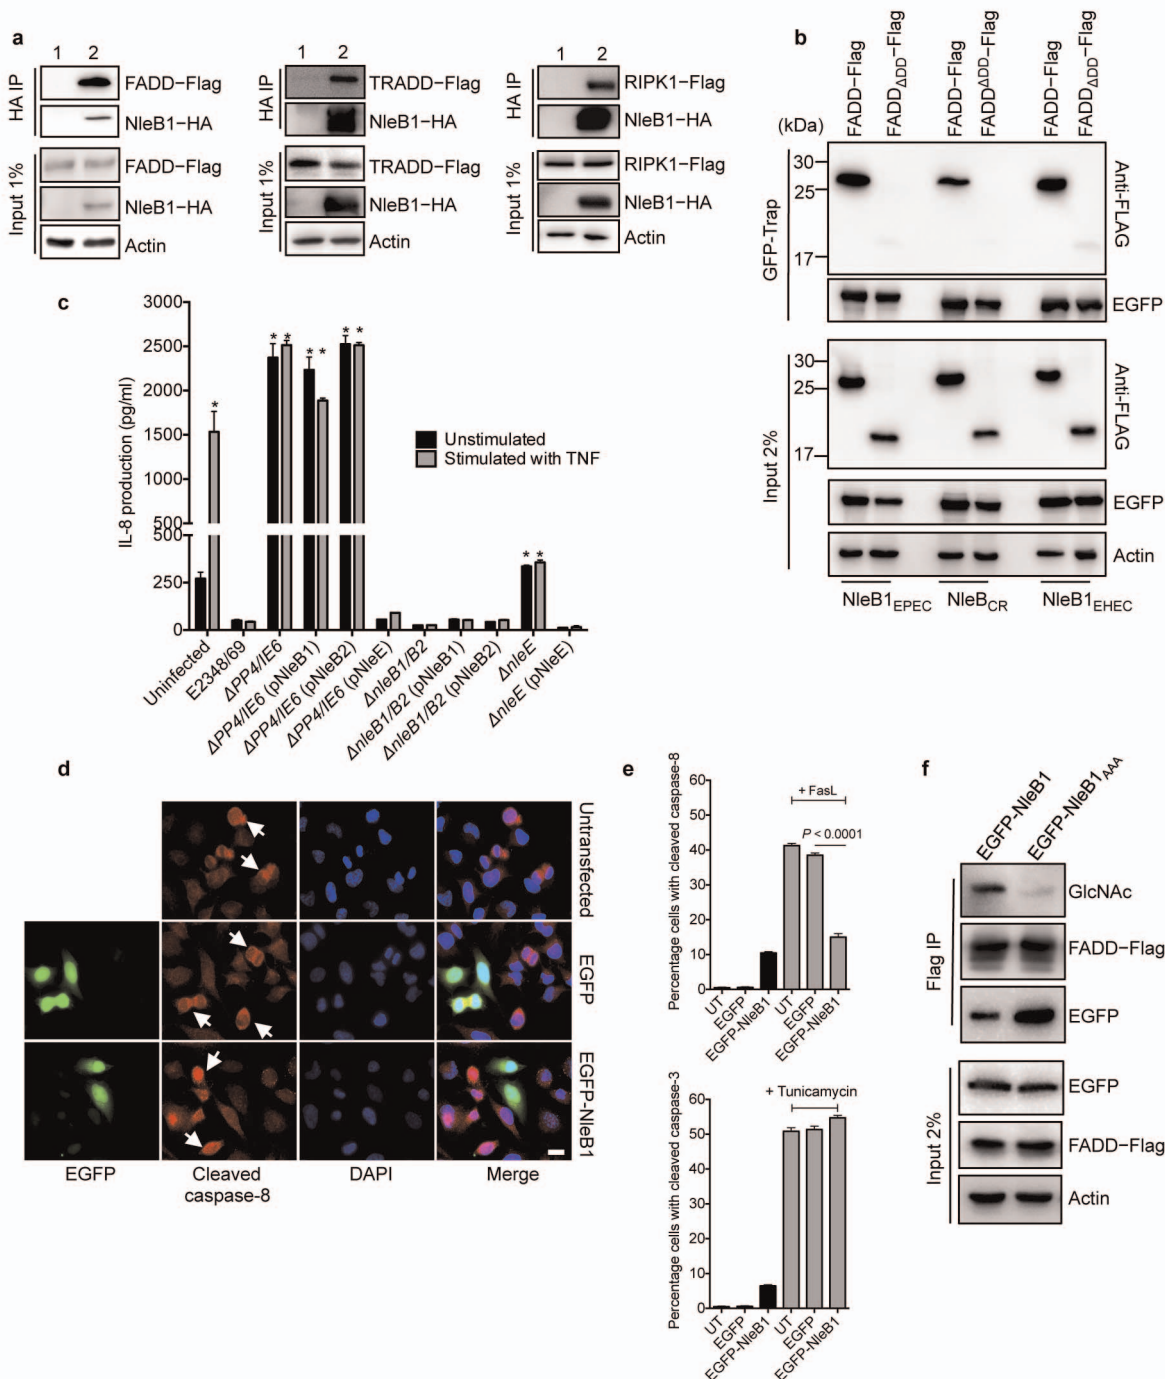 a
1 2
HA IP
FADD–Flag
NleB1–HA
Input 1%
FADD–Flag
NleB1–HA
Actin
1 2
HA IP
TRADD–Flag
NleB1–HA
Input 1%
TRADD–Flag
NleB1–HA
Actin
1 2
HA IP
RIPK1–Flag
NleB1–HA
Input 1%
RIPK1–Flag
NleB1–HA
Actin
b
(kDa)
FADD–Flag
FADDΔDD–Flag
FADD–Flag
FADDΔDD–Flag
FADD–Flag
FADDΔDD–Flag
GFP-Trap
30
25
17
Anti-FLAG
EGFP
Input 2%
30
25
17
Anti-FLAG
EGFP
Actin
NleB1EPEC NleBCR NleB1EHEC
c
IL-8 production (pg/ml)
3000
2500
2000
1500
1000
500
500
250
0
* * * * * * * * *
Unstimulated
Stimulated with TNF
Uninfected
E2348/69
ΔPP4/IE6
ΔPP4/IE6 (pNleB1)
ΔPP4/IE6 (pNleB2)
ΔPP4/IE6 (pNleE)
ΔnleB1/B2
ΔnleB1/B2 (pNleB1)
ΔnleB1/B2 (pNleB2)
ΔnleE
ΔnleE (pNleE)
d
Untransfected
EGFP
EGFP-NleB1
EGFP
Cleaved
caspase-8
DAPI
Merge
e
Percentage cells with cleaved caspase-8
60
50
40
30
20
10
0
+ FasL
P < 0.0001
UT
EGFP
EGFP-NleB1
UT
EGFP
EGFP-NleB1
Percentage cells with cleaved caspase-3
60
50
40
30
20
10
0
+ Tunicamycin
UT
EGFP
EGFP-NleB1
UT
EGFP
EGFP-NleB1
f
EGFP-NleB1
EGFP-NleB1AAA
Flag IP
GlcNAc
FADD–Flag
EGFP
Input 2%
EGFP
FADD–Flag
Actin